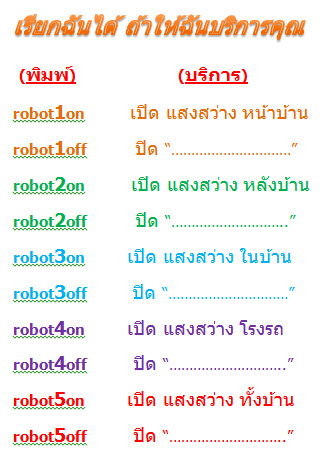 เรียกฉันได้ ถ้าให้ฉันบริการคุณ
(พิมพ์) (บริการ)
robot1on เปิด แสงสว่าง หน้าบ้าน
robot1off ปิด “..............................”
robot2on เปิด แสงสว่าง หลังบ้าน
robot2off ปิด “.............................”
robot3on เปิด แสงสว่าง ในบ้าน
robot3off ปิด “..............................”
robot4on เปิด แสงสว่าง โรงรถ
robot4off ปิด “.............................”
robot5on เปิด แสงสว่าง ทั้งบ้าน
robot5off ปิด “.............................”